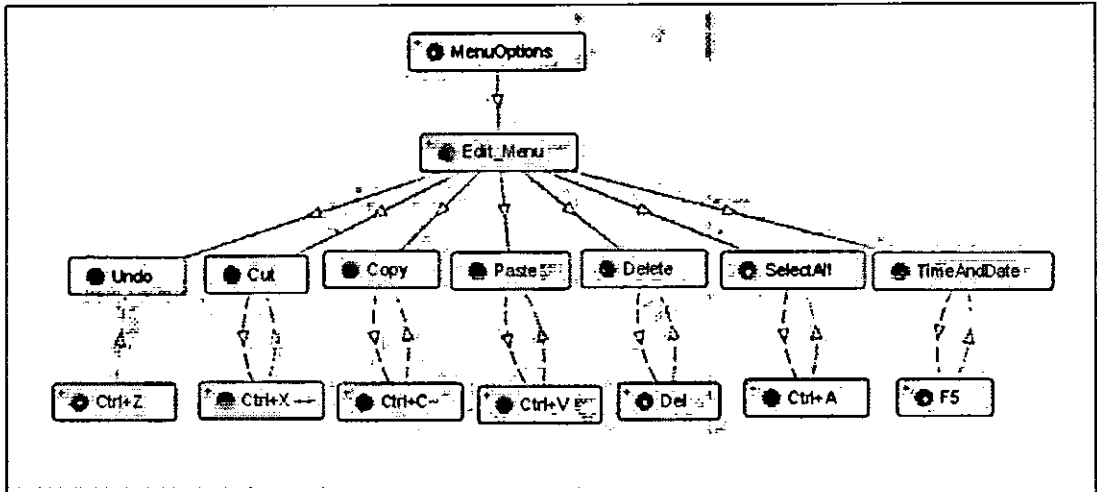 MenuOptions
Edit_Menu
Undo
Cut
Copy
Paste
Delete
SelectAll
TimeAndDate
Ctrl+Z
Ctrl+X
Ctrl+C
Ctrl+V
Del
Ctrl+A
F5